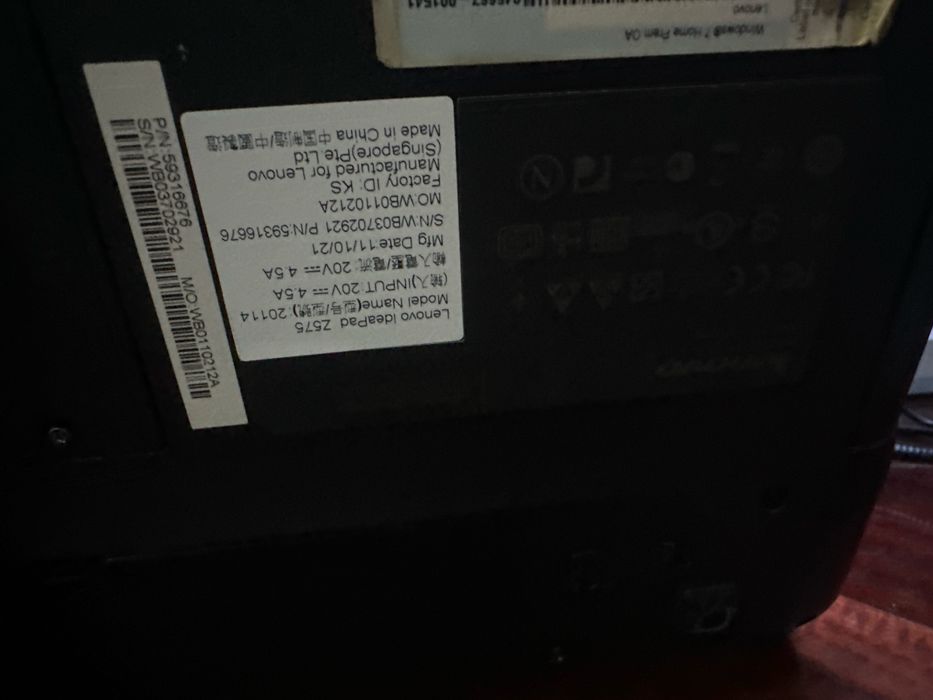 Lenovo IdeaPad Z575
Model Name(型号/型號): 20114
(輸入)INPUT: 20V ⎓ 4.5A
輸入電壓/電流: 20V ⎓ 4.5A
Mfg Date:11/10/21
S/N:WB03702921 P/N:59316676
MO:WB0110212A
Factory ID: KS
Manufactured for Lenovo
(Singapore)Pte.Ltd
Made in China 中国制造/中國製造
P/N:59316676
S/N:WB03702921 M/O:WB0110212A
Windows® 7 Home Prem OA
Lenovo
lenovo